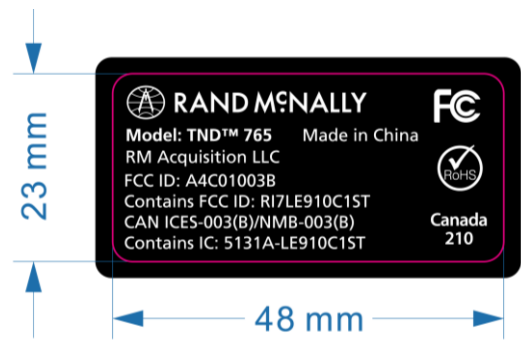 RAND MCNALLY
FC
Model: TND™ 765 Made in China
RM Acquisition LLC
RoHS
FCC ID: A4C01003B
Contains FCC ID: RI7LE910C1ST
CAN ICES-003(B)/NMB-003(B)
Contains IC: 5131A-LE910C1ST
Canada
210
23 mm
48 mm